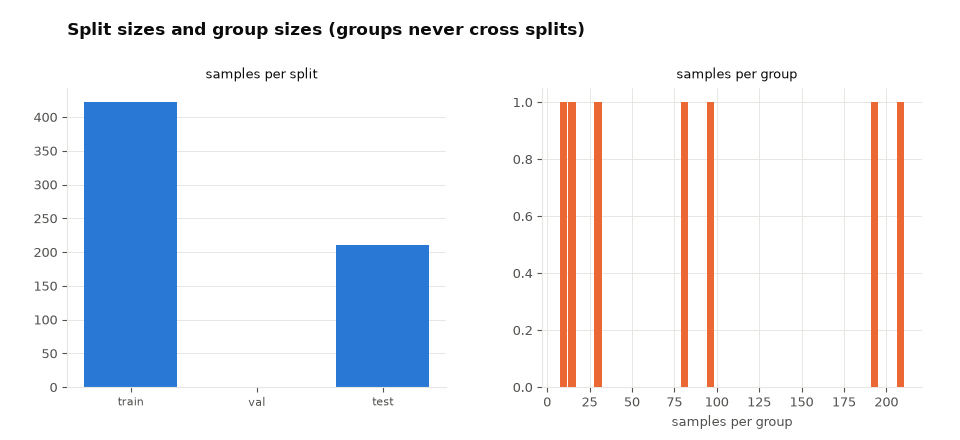 Split sizes and group sizes (groups never cross splits)
samples per split
400
350
300
250
200
150
100
50
0
train val test
samples per group
1.0
0.8
0.6
0.4
0.2
0.0
0 25 50 75 100 125 150 175 200
samples per group